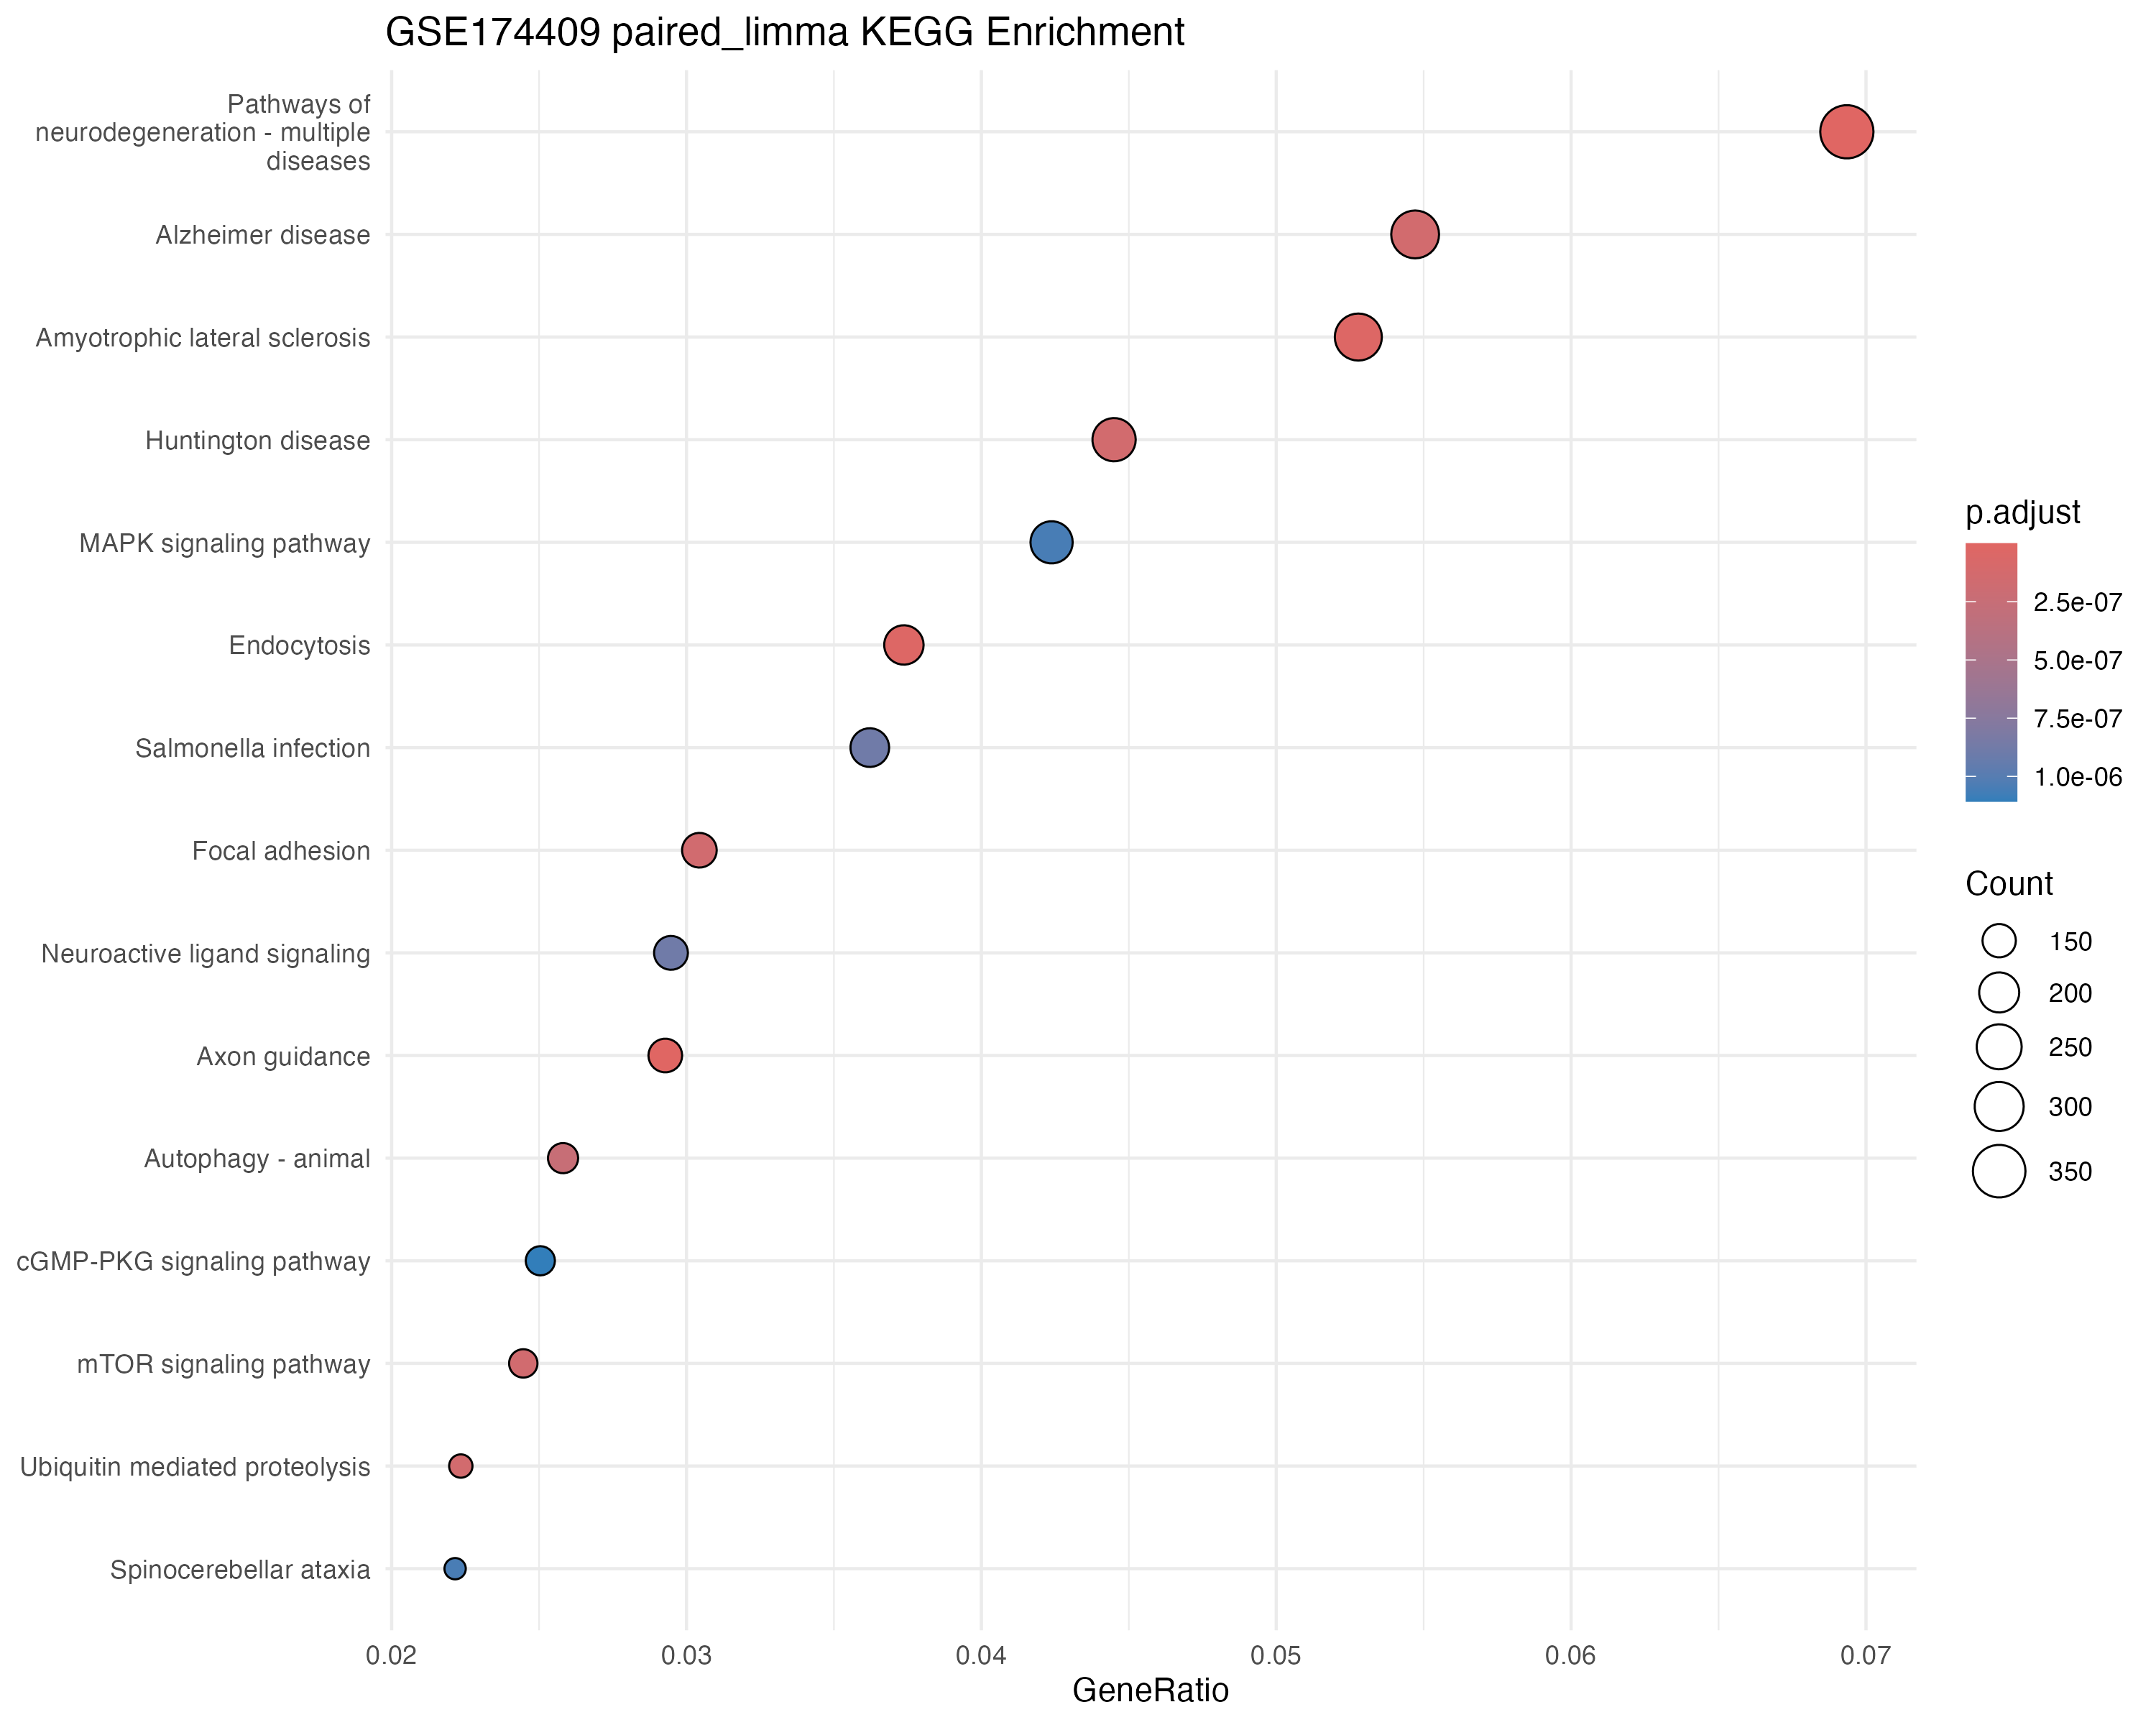 GSE174409 paired_limma KEGG Enrichment
Pathways of
neurodegeneration - multiple
diseases
Alzheimer disease
Amyotrophic lateral sclerosis
Huntington disease
MAPK signaling pathway
Endocytosis
Salmonella infection
Focal adhesion
Neuroactive ligand signaling
Axon guidance
Autophagy - animal
cGMP-PKG signaling pathway
mTOR signaling pathway
Ubiquitin mediated proteolysis
Spinocerebellar ataxia
0.02 0.03 0.04 0.05 0.06 0.07
GeneRatio
p.adjust
2.5e-07
5.0e-07
7.5e-07
1.0e-06
Count
150
200
250
300
350